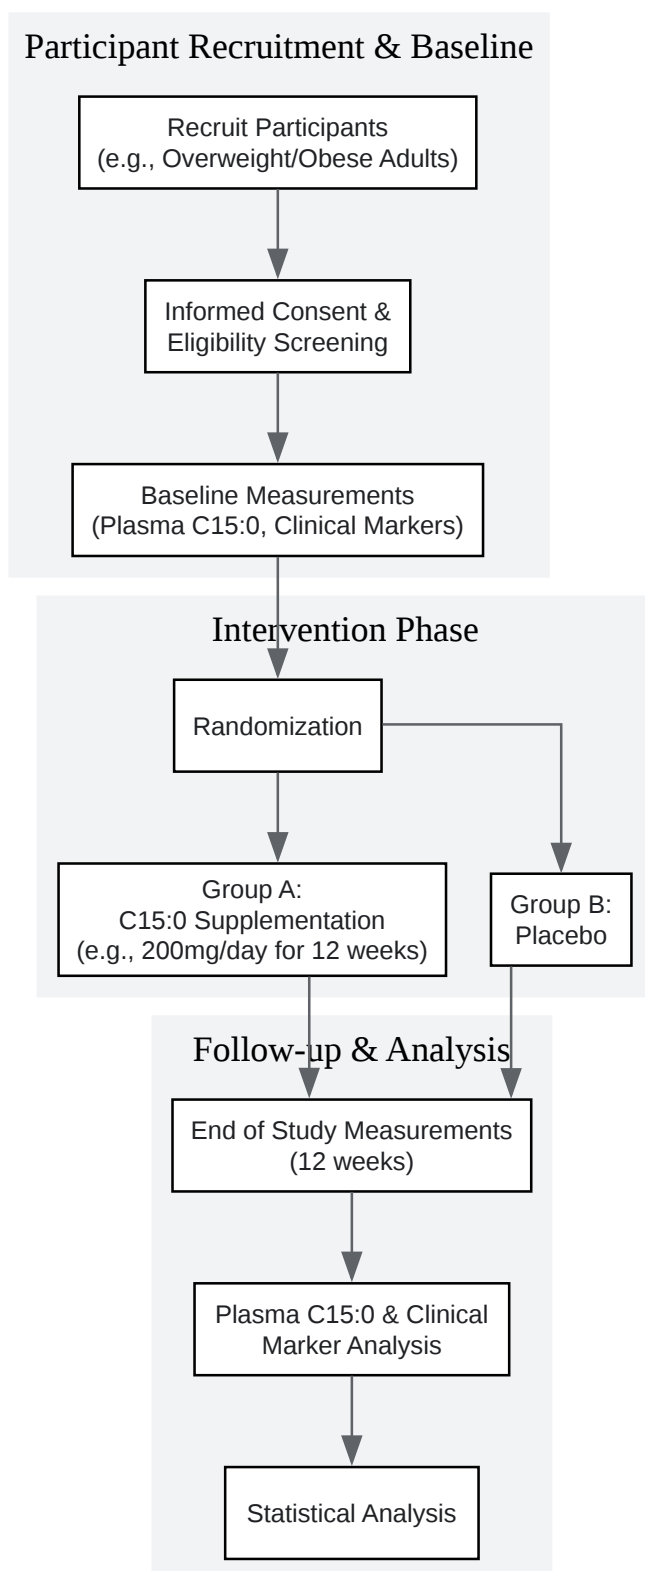 Participant Recruitment & Baseline
Recruit Participants
(e.g., Overweight/Obese Adults)
Informed Consent &
Eligibility Screening
Baseline Measurements
(Plasma C15:0, Clinical Markers)
Intervention Phase
Randomization
Group A:
C15:0 Supplementation
(e.g., 200mg/day for 12 weeks)
Group B:
Placebo
Follow-up & Analysis
End of Study Measurements
(12 weeks)
Plasma C15:0 & Clinical
Marker Analysis
Statistical Analysis